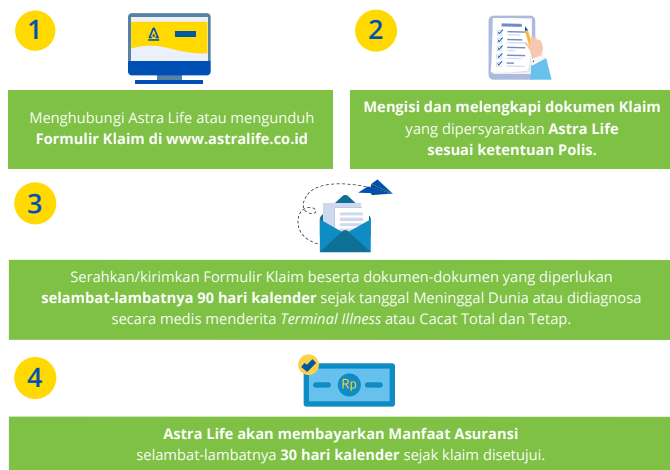 1
Menghubungi Astra Life atau mengunduh
Formulir Klaim di www.astralife.co.id
2
Mengisi dan melengkapi dokumen Klaim
yang dipersyaratkan Astra Life
sesuai ketentuan Polis.
3
Serahkan/kirimkan Formulir Klaim beserta dokumen-dokumen yang diperlukan
selambat-lambatnya 90 hari kalender sejak tanggal Meninggal Dunia atau didiagnosa
secara medis menderita Terminal Illness atau Cacat Total dan Tetap.
4
Rp
Astra Life akan membayarkan Manfaat Asuransi
selambat-lambatnya 30 hari kalender sejak klaim disetujui.